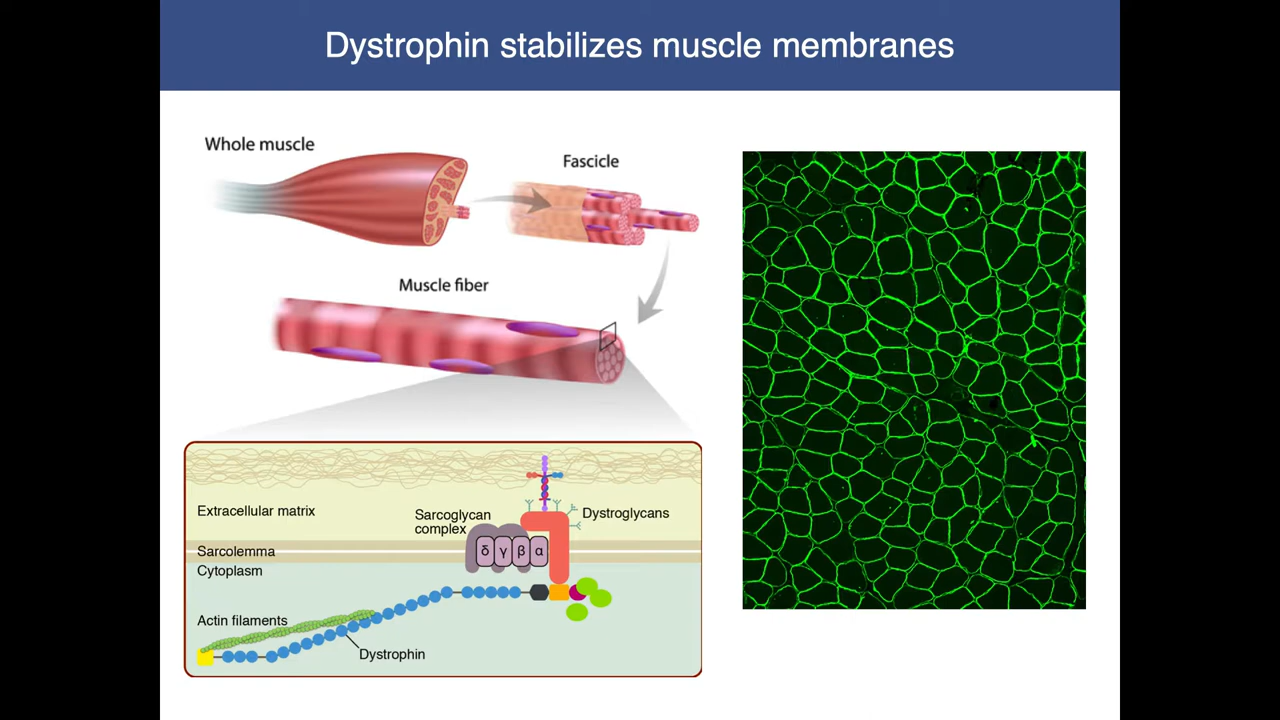 Dystrophin stabilizes muscle membranes
Whole muscle
Fascicle
Muscle fiber
Extracellular matrix
Sarcoglycan
complex
Dystroglycans
δ γ β α
Sarcolemma
Cytoplasm
Actin filaments
Dystrophin